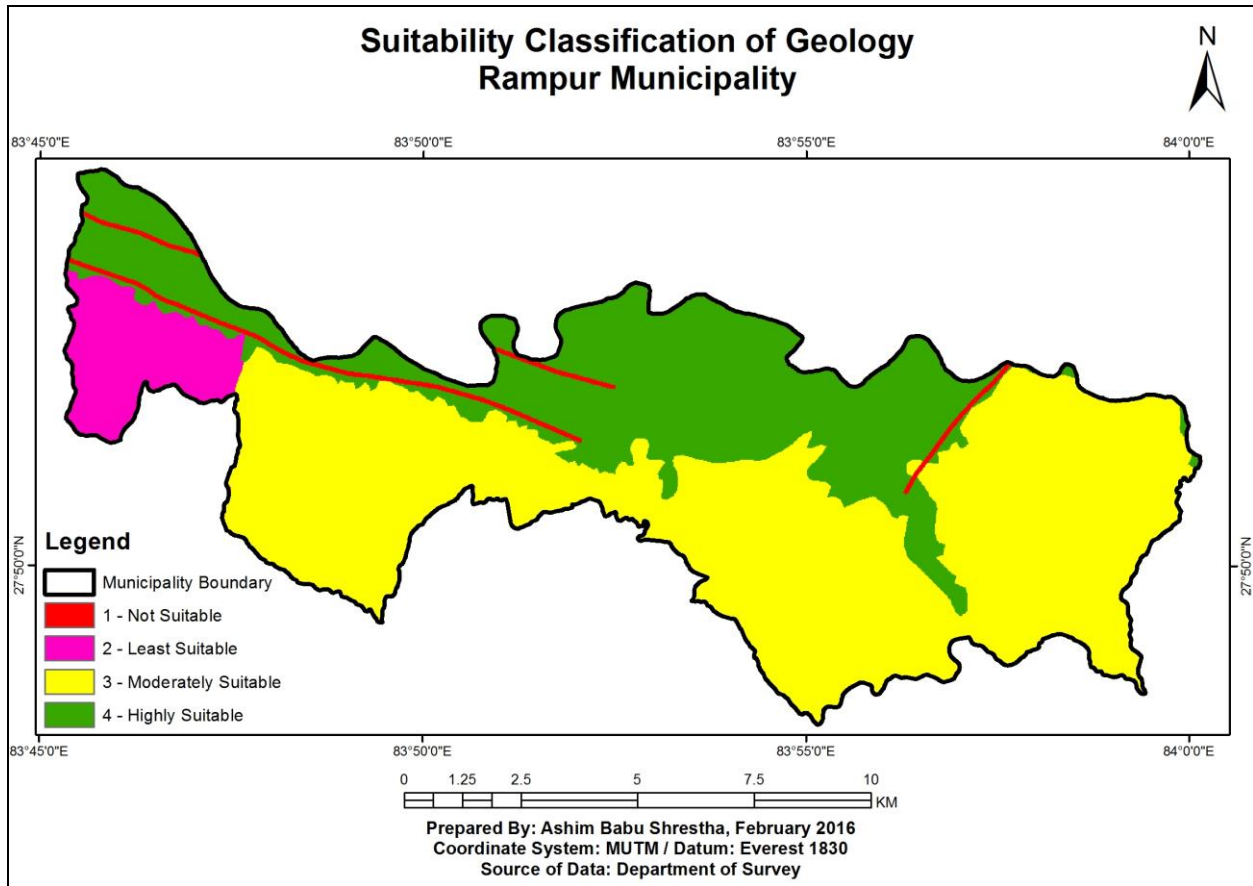 Suitability Classification of Geology
Rampur Municipality
N
83°45'0"E
83°50'0"E
83°55'0"E
84°0'0"E
27°50'0"N
27°50'0"N
Legend
Municipality Boundary
1 - Not Suitable
2 - Least Suitable
3 - Moderately Suitable
4 - Highly Suitable
83°45'0"E
83°50'0"E
83°55'0"E
84°0'0"E
0 1.25 2.5 5 7.5 10
KM
Prepared By: Ashim Babu Shrestha, February 2016
Coordinate System: MUTM / Datum: Everest 1830
Source of Data: Department of Survey